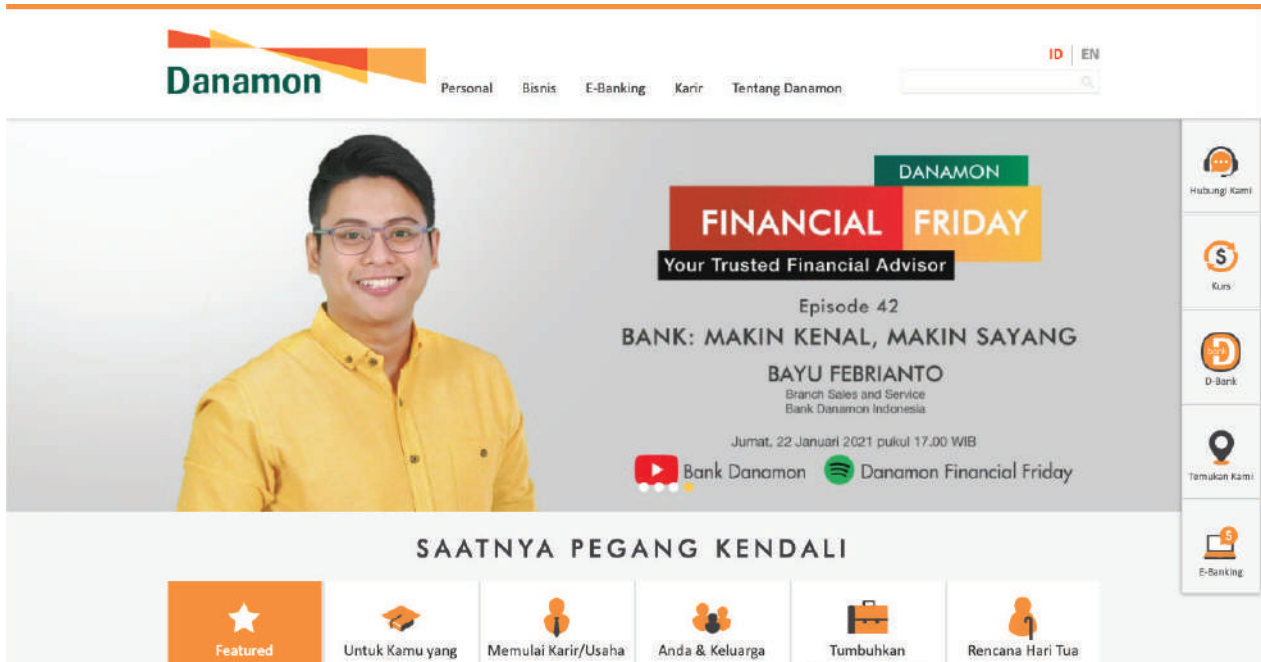 ID | EN
Danamon
Personal Bisnis E-Banking Karir Tentang Danamon
DANAMON
FINANCIAL FRIDAY
Your Trusted Financial Advisor
Episode 42
BANK: MAKIN KENAL, MAKIN SAYANG
BAYU FEBRIANTO
Branch Sales and Service
Bank Danamon Indonesia
Jumat, 22 Januari 2021 pukul 17.00 WIB
Bank Danamon Danamon Financial Friday
Hubungi Kami
$
Kurs
bank D
D-Bank
Temukan Kami
$
E-Banking
SAATNYA PEGANG KENDALI
Featured Untuk Kamu yang Memulai Karir/Usaha Anda & Keluarga Tumbuhkan Rencana Hari Tua